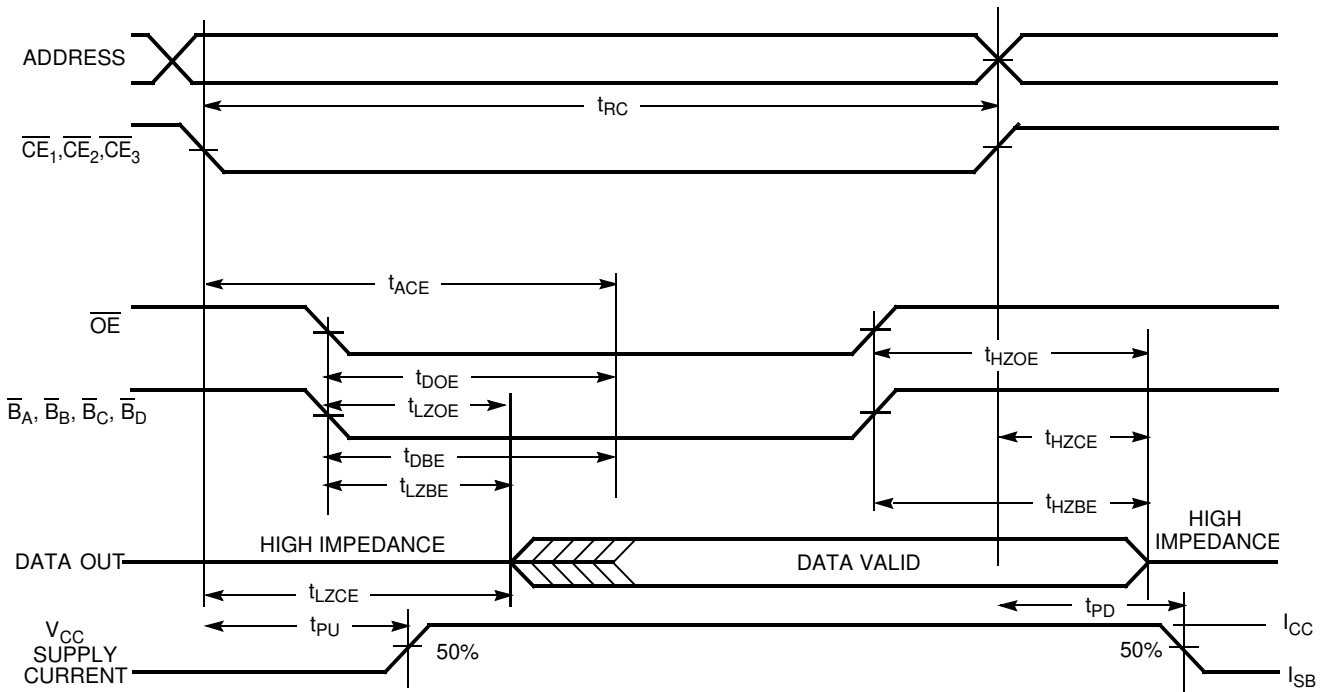 ADDRESS
tRC
CE1,CE2,CE3
tACE
OE
tHZOE
tDOE
BA, BB, BC, BD
tLZOE
tHZCE
tDBE
tLZBE
tHZBE
HIGH IMPEDANCE
HIGH
IMPEDANCE
DATA OUT
DATA VALID
tLZCE
tPD
tPU
VCC
SUPPLY
CURRENT
50%
50%
ICC
ISB